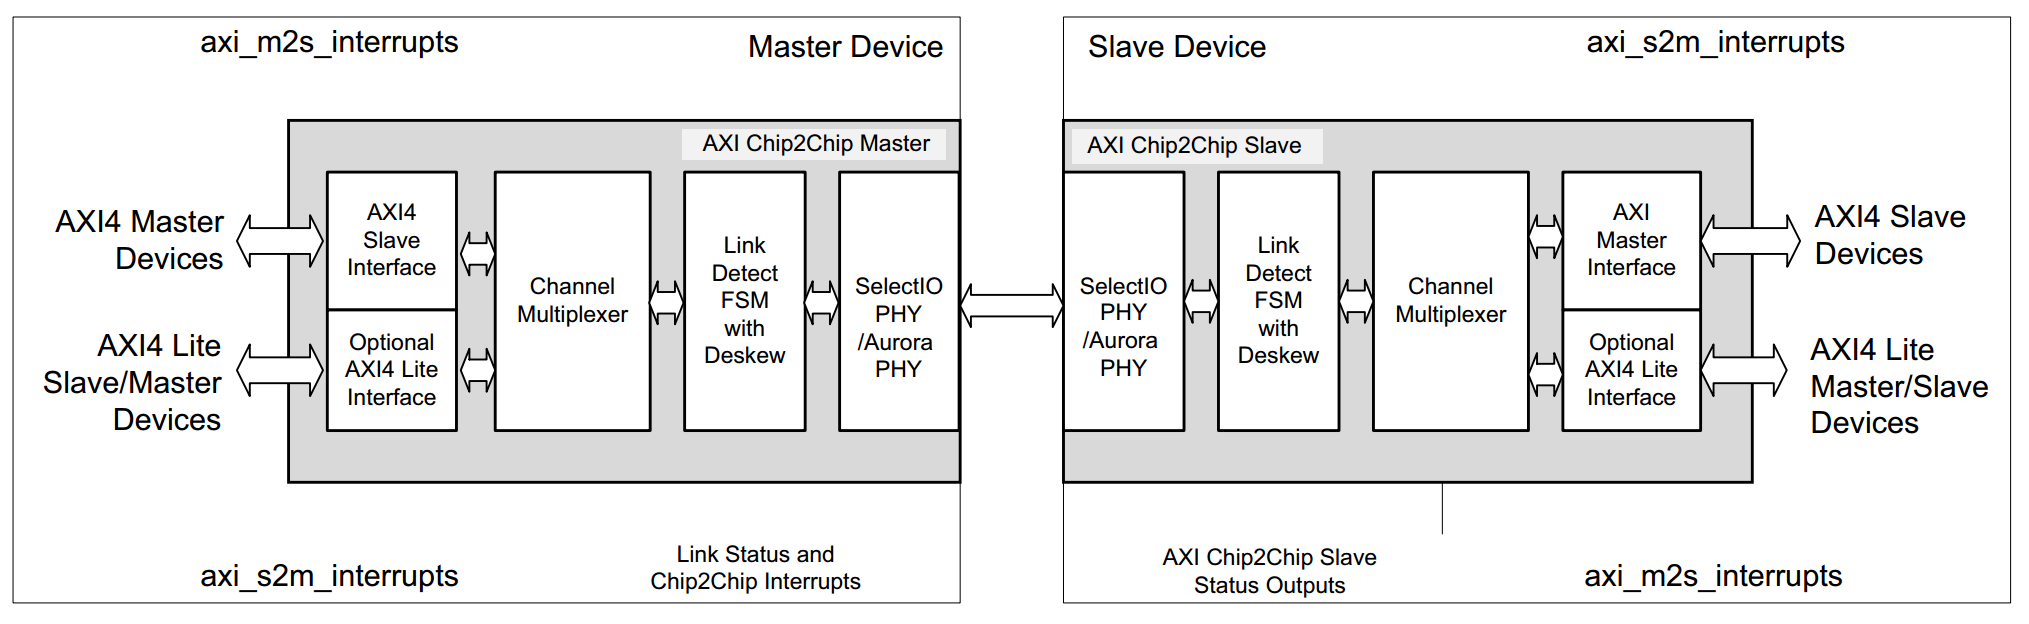 axi_m2s_interrupts
Master Device
AXI Chip2Chip Master
AXI4 Master
Devices
AXI4 Lite
Slave/Master
Devices
AXI4
Slave
Interface
Optional
AXI4 Lite
Interface
Channel
Multiplexer
Link
Detect
FSM
with
Deskew
SelectIO
PHY
/Aurora
PHY
axi_s2m_interrupts
Link Status and
Chip2Chip Interrupts
Slave Device
axi_s2m_interrupts
AXI Chip2Chip Slave
SelectIO
PHY
/Aurora
PHY
Link
Detect
FSM
with
Deskew
Channel
Multiplexer
AXI
Master
Interface
Optional
AXI4 Lite
Interface
AXI4 Slave
Devices
AXI4 Lite
Master/Slave
Devices
AXI Chip2Chip Slave
Status Outputs
axi_m2s_interrupts